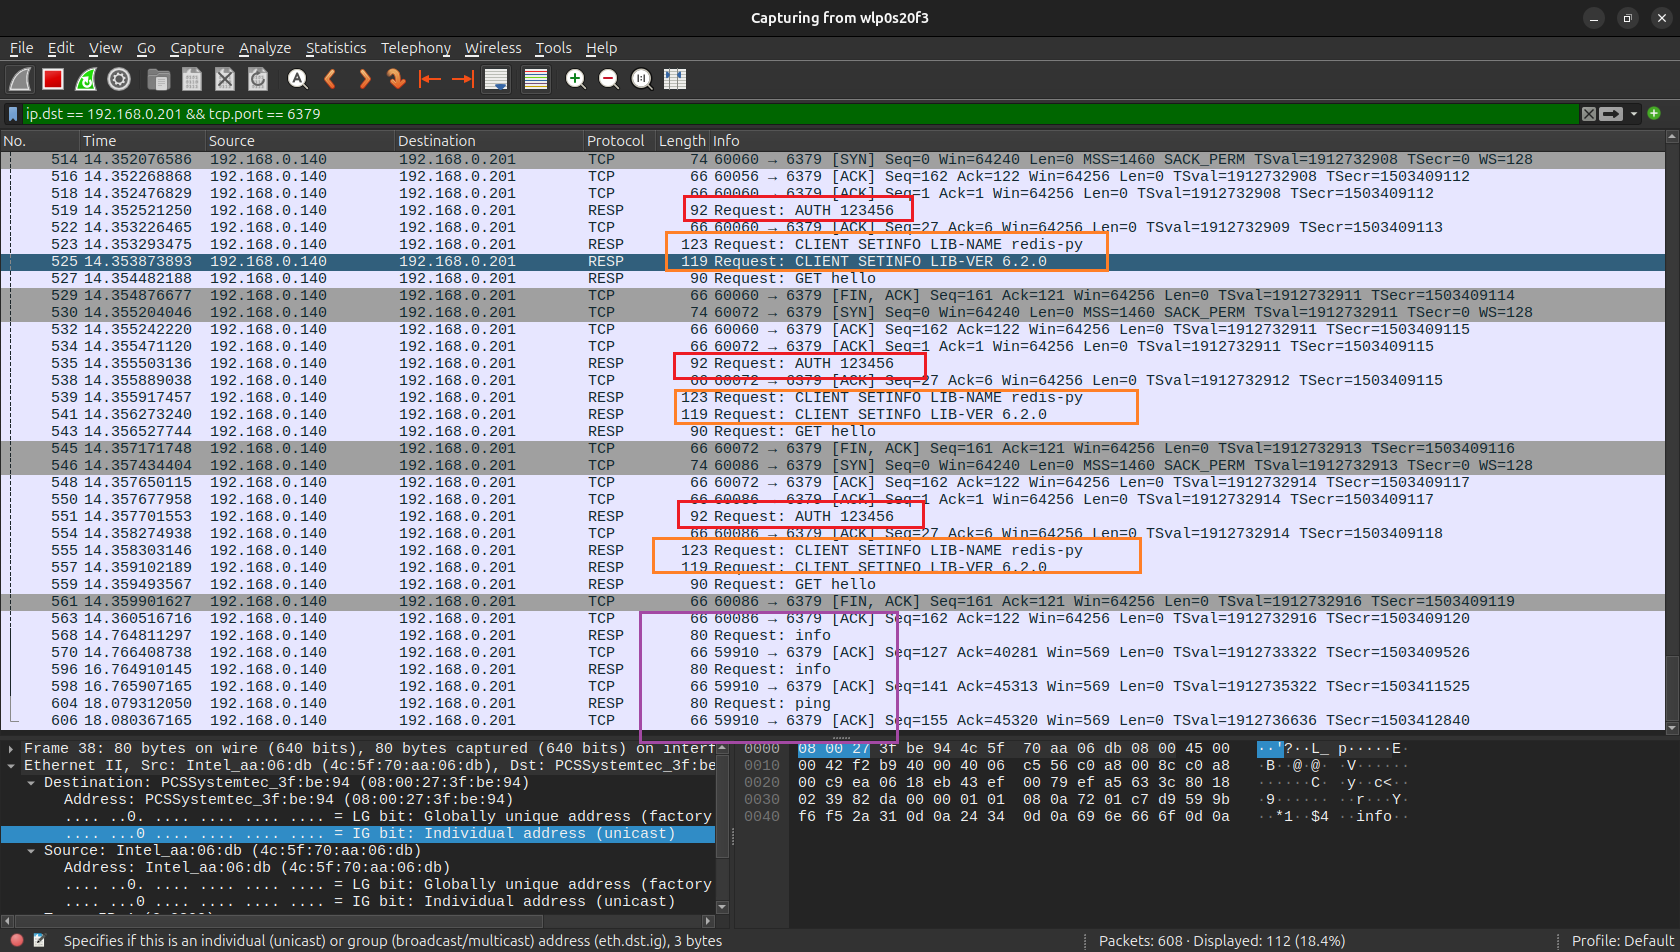 Capturing from wlp0s20f3
File Edit View Go Capture Analyze Statistics Telephony Wireless Tools Help
ip.dst == 192.168.0.201 && tcp.port == 6379
No. Time Source Destination Protocol Length Info
514 14.352076586 192.168.0.140 192.168.0.201 TCP 74 60060 → 6379 [SYN] Seq=0 Win=64240 Len=0 MSS=1460 SACK_PERM TSval=1912732908 TSecr=0 WS=128
516 14.352268868 192.168.0.140 192.168.0.201 TCP 66 60056 → 6379 [ACK] Seq=162 Ack=122 Win=64256 Len=0 TSval=1912732908 TSecr=1503409112
518 14.352476829 192.168.0.140 192.168.0.201 TCP 66 60060 → 6379 [ACK] Seq=1 Ack=1 Win=64256 Len=0 TSval=1912732908 TSecr=1503409112
519 14.352521250 192.168.0.140 192.168.0.201 RESP 92 Request: AUTH 123456
522 14.353226465 192.168.0.140 192.168.0.201 TCP 66 60060 → 6379 [ACK] Seq=27 Ack=6 Win=64256 Len=0 TSval=1912732909 TSecr=1503409113
523 14.353293475 192.168.0.140 192.168.0.201 RESP 123 Request: CLIENT SETINFO LIB-NAME redis-py
525 14.353873893 192.168.0.140 192.168.0.201 RESP 119 Request: CLIENT SETINFO LIB-VER 6.2.0
527 14.354482188 192.168.0.140 192.168.0.201 RESP 90 Request: GET hello
529 14.354876677 192.168.0.140 192.168.0.201 TCP 66 60060 → 6379 [FIN, ACK] Seq=161 Ack=121 Win=64256 Len=0 TSval=1912732911 TSecr=1503409114
530 14.355204046 192.168.0.140 192.168.0.201 TCP 74 60072 → 6379 [SYN] Seq=0 Win=64240 Len=0 MSS=1460 SACK_PERM TSval=1912732911 TSecr=0 WS=128
532 14.355242220 192.168.0.140 192.168.0.201 TCP 66 60060 → 6379 [ACK] Seq=162 Ack=122 Win=64256 Len=0 TSval=1912732911 TSecr=1503409115
534 14.355471120 192.168.0.140 192.168.0.201 TCP 66 60072 → 6379 [ACK] Seq=1 Ack=1 Win=64256 Len=0 TSval=1912732911 TSecr=1503409115
535 14.355503136 192.168.0.140 192.168.0.201 RESP 92 Request: AUTH 123456
538 14.355889038 192.168.0.140 192.168.0.201 TCP 66 60072 → 6379 [ACK] Seq=27 Ack=6 Win=64256 Len=0 TSval=1912732912 TSecr=1503409115
539 14.355917457 192.168.0.140 192.168.0.201 RESP 123 Request: CLIENT SETINFO LIB-NAME redis-py
541 14.356273240 192.168.0.140 192.168.0.201 RESP 119 Request: CLIENT SETINFO LIB-VER 6.2.0
543 14.356527744 192.168.0.140 192.168.0.201 RESP 90 Request: GET hello
545 14.357171748 192.168.0.140 192.168.0.201 TCP 66 60072 → 6379 [FIN, ACK] Seq=161 Ack=121 Win=64256 Len=0 TSval=1912732913 TSecr=1503409116
546 14.357434404 192.168.0.140 192.168.0.201 TCP 74 60086 → 6379 [SYN] Seq=0 Win=64240 Len=0 MSS=1460 SACK_PERM TSval=1912732913 TSecr=0 WS=128
548 14.357650115 192.168.0.140 192.168.0.201 TCP 66 60072 → 6379 [ACK] Seq=162 Ack=122 Win=64256 Len=0 TSval=1912732914 TSecr=1503409117
550 14.357677958 192.168.0.140 192.168.0.201 TCP 66 60086 → 6379 [ACK] Seq=1 Ack=1 Win=64256 Len=0 TSval=1912732914 TSecr=1503409117
551 14.357701553 192.168.0.140 192.168.0.201 RESP 92 Request: AUTH 123456
554 14.358274938 192.168.0.140 192.168.0.201 TCP 66 60086 → 6379 [ACK] Seq=27 Ack=6 Win=64256 Len=0 TSval=1912732914 TSecr=1503409118
555 14.358303146 192.168.0.140 192.168.0.201 RESP 123 Request: CLIENT SETINFO LIB-NAME redis-py
557 14.359102189 192.168.0.140 192.168.0.201 RESP 119 Request: CLIENT SETINFO LIB-VER 6.2.0
559 14.359493567 192.168.0.140 192.168.0.201 RESP 90 Request: GET hello
561 14.359901627 192.168.0.140 192.168.0.201 TCP 66 60086 → 6379 [FIN, ACK] Seq=161 Ack=121 Win=64256 Len=0 TSval=1912732916 TSecr=1503409119
563 14.360516716 192.168.0.140 192.168.0.201 TCP 66 60086 → 6379 [ACK] Seq=162 Ack=122 Win=64256 Len=0 TSval=1912732916 TSecr=1503409120
568 14.764811297 192.168.0.140 192.168.0.201 RESP 80 Request: info
570 14.766408738 192.168.0.140 192.168.0.201 TCP 66 59910 → 6379 [ACK] Seq=127 Ack=40281 Win=569 Len=0 TSval=1912733322 TSecr=1503409526
596 16.764910145 192.168.0.140 192.168.0.201 RESP 80 Request: info
598 16.765907165 192.168.0.140 192.168.0.201 TCP 66 59910 → 6379 [ACK] Seq=141 Ack=45313 Win=569 Len=0 TSval=1912735322 TSecr=1503411525
604 18.079312050 192.168.0.140 192.168.0.201 RESP 80 Request: ping
606 18.080367165 192.168.0.140 192.168.0.201 TCP 66 59910 → 6379 [ACK] Seq=155 Ack=45320 Win=569 Len=0 TSval=1912736636 TSecr=1503412840
Frame 38: 80 bytes on wire (640 bits), 80 bytes captured (640 bits) on interf
Ethernet II, Src: Intel_aa:06:db (4c:5f:70:aa:06:db), Dst: PCSSystemtec_3f:be
Destination: PCSSystemtec_3f:be:94 (08:00:27:3f:be:94)
Address: PCSSystemtec_3f:be:94 (08:00:27:3f:be:94)
.... ..0. .... .... .... .... = LG bit: Globally unique address (factory
.... ...0 .... .... .... .... = IG bit: Individual address (unicast)
Source: Intel_aa:06:db (4c:5f:70:aa:06:db)
Address: Intel_aa:06:db (4c:5f:70:aa:06:db)
.... ..0. .... .... .... .... = LG bit: Globally unique address (factory
.... ...0 .... .... .... .... = IG bit: Individual address (unicast)
0000 08 00 27 3f be 94 4c 5f 70 aa 06 db 08 00 45 00 ··'?··L_ p·····E·
0010 00 42 f2 b9 40 00 40 06 c5 56 c0 a8 00 8c c0 a8 ·B··@·@· ·V······
0020 00 c9 ea 06 18 eb 43 ef 00 79 ef a5 63 3c 80 18 ······C· ·y··c<··
0030 02 39 82 da 00 00 01 01 08 0a 72 01 c7 d9 59 9b ·9······ ··r···Y·
0040 f6 f5 2a 31 0d 0a 24 34 0d 0a 69 6e 66 6f 0d 0a ··*1··$4 ··info··
Specifies if this is an individual (unicast) or group (broadcast/multicast) address (eth.dst.ig), 3 bytes
Packets: 608 · Displayed: 112 (18.4%)
Profile: Default